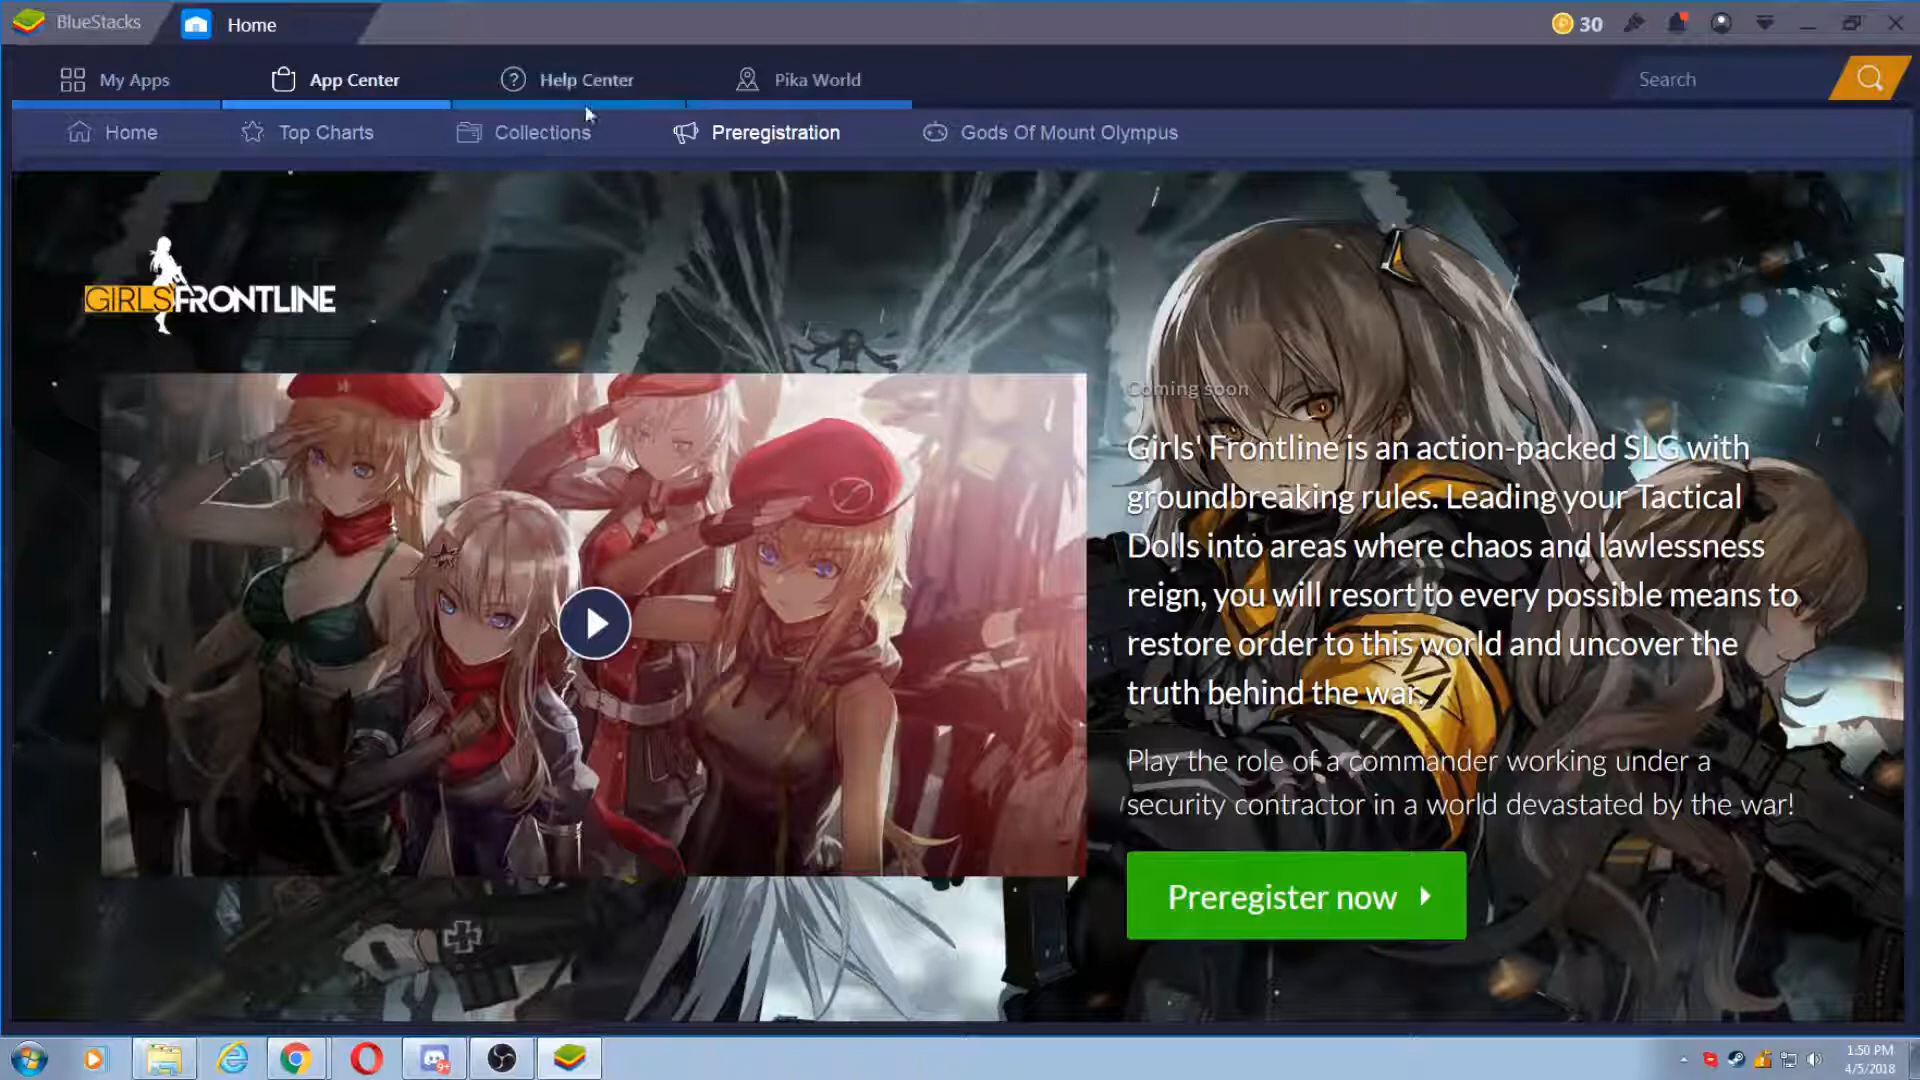 BlueStacks
Home
30
My Apps
App Center
Help Center
Pika World
Search
Home
Top Charts
Collections
Preregistration
Gods Of Mount Olympus
GIRLS'FRONTLINE
Coming soon
Girls' Frontline is an action-packed SLG with
groundbreaking rules. Leading your Tactical
Dolls into areas where chaos and lawlessness
reign, you will resort to every possible means to
restore order to this world and uncover the
truth behind the war.
Play the role of a commander working under a
security contractor in a world devastated by the war!
Preregister now
9+
1:50 PM
4/5/2018